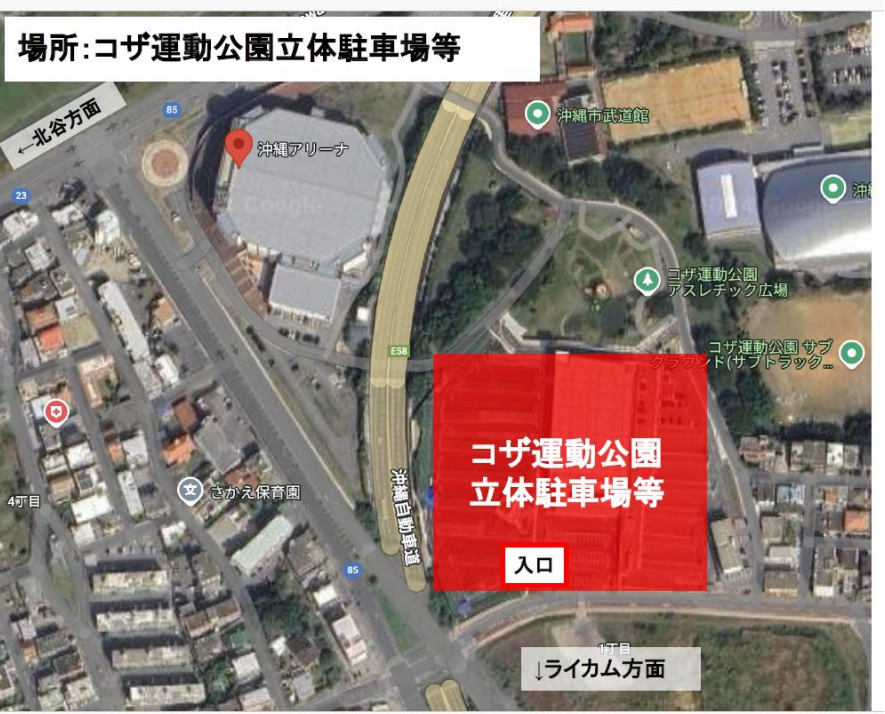 場所:コザ運動公園立体駐車場等
←北谷方面
85
沖縄市武道館
沖縄アリーナ
23
Google
コザ運動公園
アスレチック広場
E58
コザ運動公園 サブ
グラウンド(サブトラック...
コザ運動公園
立体駐車場等
4丁目
さかえ保育園
沖縄自動車道
入口
85
1丁目
↓ライカム方面